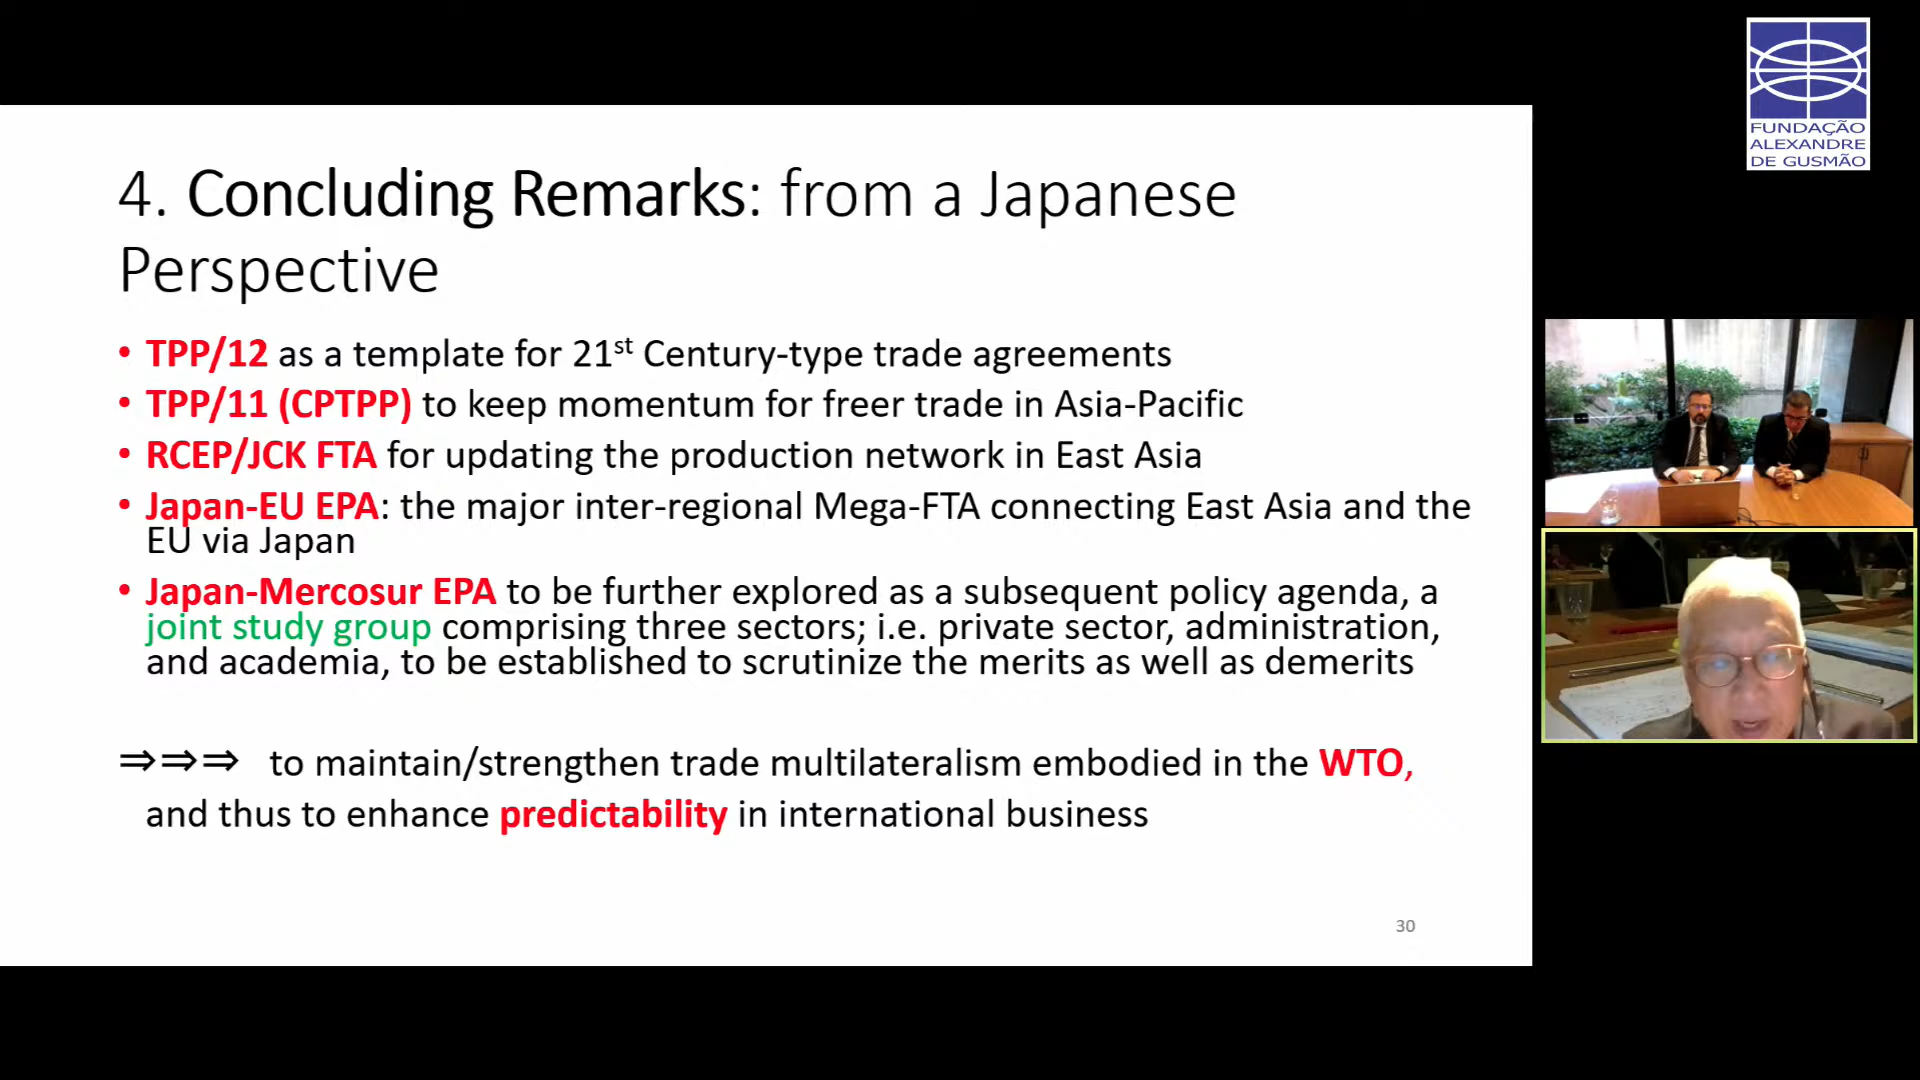 FUNDAÇÃO
ALEXANDRE
DE GUSMÃO
4. Concluding Remarks: from a Japanese
Perspective
• TPP/12 as a template for 21st Century-type trade agreements
• TPP/11 (CPTPP) to keep momentum for freer trade in Asia-Pacific
• RCEP/JCK FTA for updating the production network in East Asia
• Japan-EU EPA: the major inter-regional Mega-FTA connecting East Asia and the
EU via Japan
• Japan-Mercosur EPA to be further explored as a subsequent policy agenda, a
joint study group comprising three sectors; i.e. private sector, administration,
and academia, to be established to scrutinize the merits as well as demerits
⇒⇒⇒ to maintain/strengthen trade multilateralism embodied in the WTO,
and thus to enhance predictability in international business
30